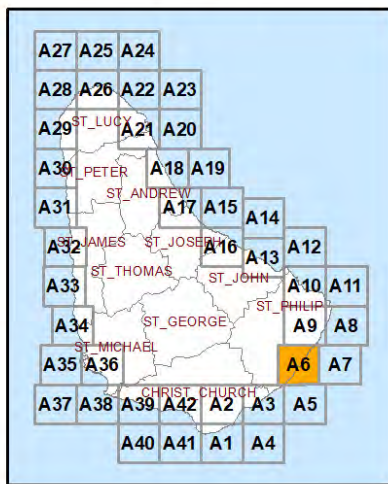 A27 A25 A24
A28 A26 A22 A23
A29 ST_LUCY A21 A20
A30 ST_PETER A18 A19
ST_ANDREW
A31 A17 A15 A14
A32 ST_JAMES ST_JOSEPH A16 A13 A12
A33 ST_THOMAS ST_JOHN A10 A11
ST_PHILIP
A34 ST_GEORGE A9 A8
ST_MICHAEL
A35 A36 A6 A7
CHRIST_CHURCH
A37 A38 A39 A42 A2 A3 A5
A40 A41 A1 A4